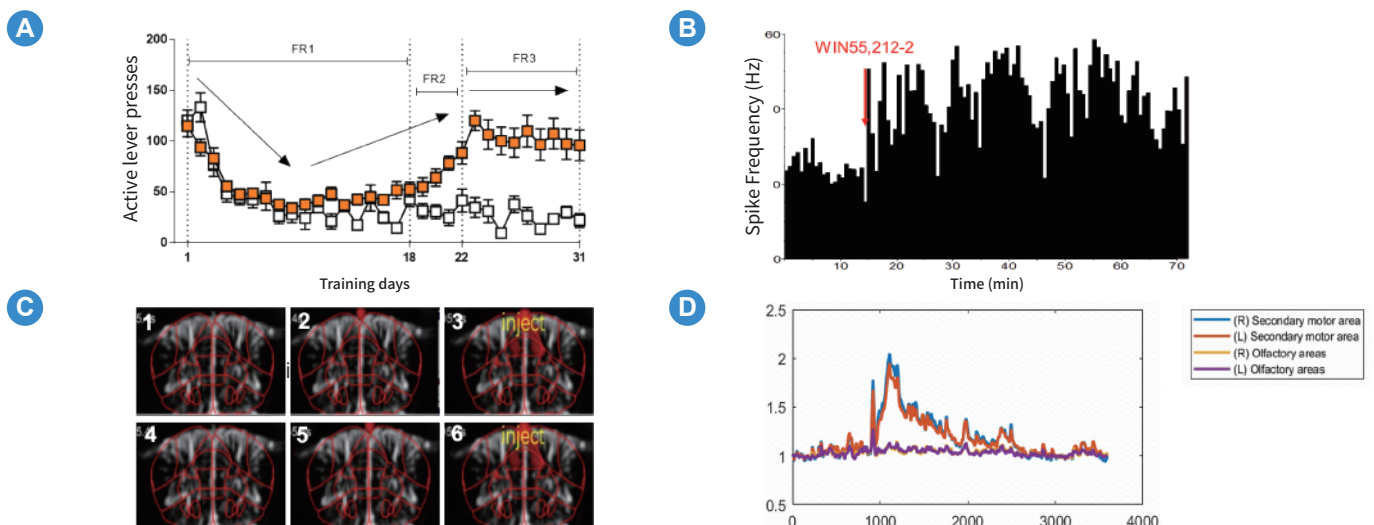 A
200
150
100
50
0
Active lever presses
FR1
FR2
FR3
1
18
22
31
Training days
B
60
0
0
0
Spike Frequency (Hz)
WIN55,212-2
10
20
30
40
50
60
70
Time (min)
C
1
2
3
inject
4
5
6
inject
D
2.5
2
1.5
1
0.5
0
1000
2000
3000
4000
(R) Secondary motor area
(L) Secondary motor area
(R) Olfactory areas
(L) Olfactory areas